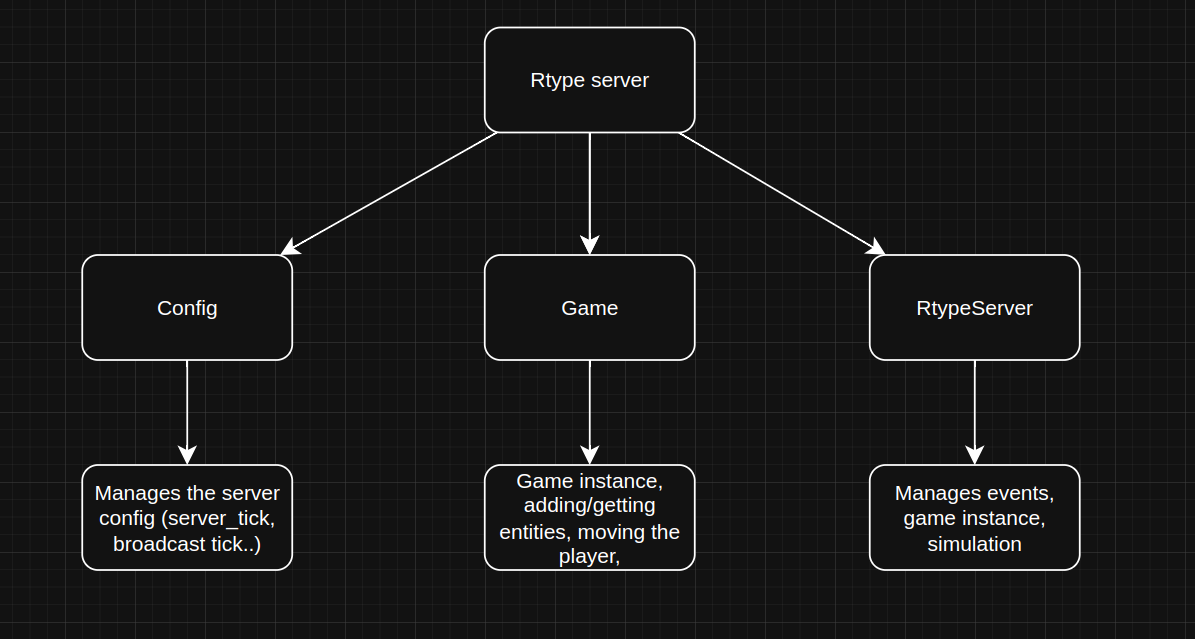 Rtype server
Config
Game
RtypeServer
Manages the server
config (server_tick,
broadcast tick..)
Game instance,
adding/getting
entities, moving the
player,
Manages events,
game instance,
simulation